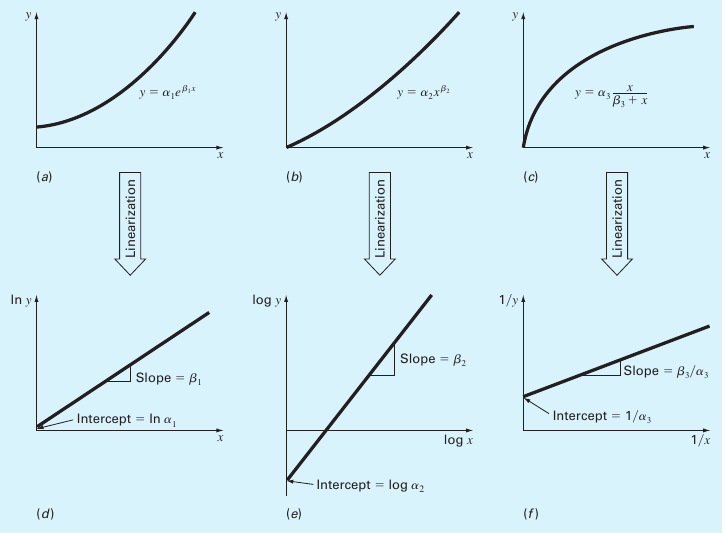 y
y = α₁e^β₁x
x
(a)
y
y = α₂x^β₂
x
(b)
y
y = α₃ x / β₃ + x
x
(c)
Linearization
Linearization
Linearization
ln y
Slope = β₁
Intercept = ln α₁
x
(d)
log y
Slope = β₂
log x
Intercept = log α₂
(e)
1/y
Slope = β₃/α₃
Intercept = 1/α₃
1/x
(f)